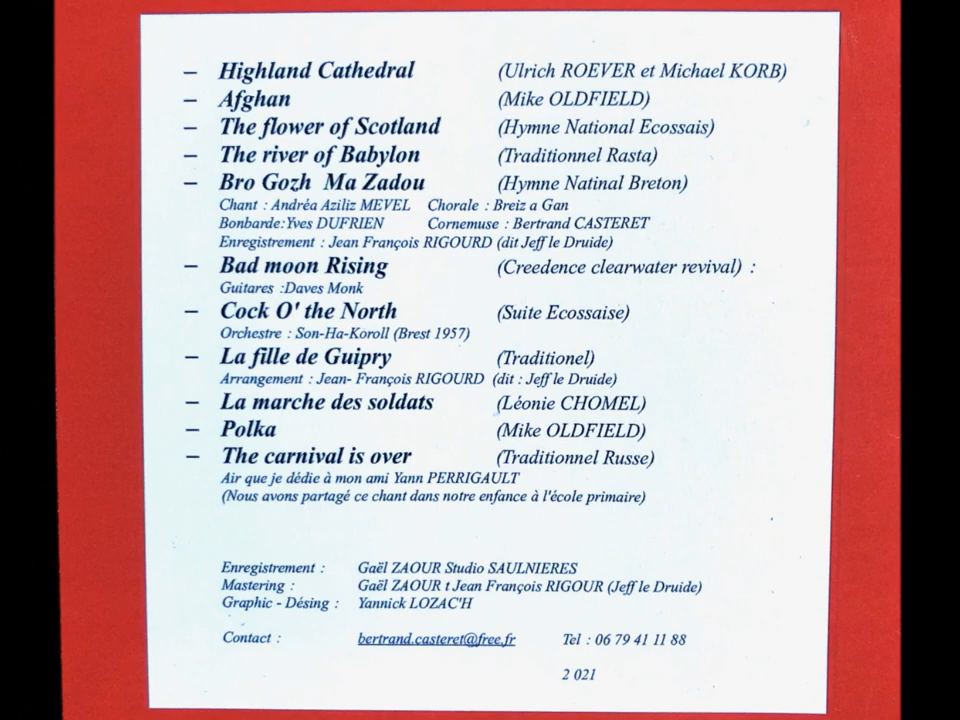 – Highland Cathedral (Ulrich ROEVER et Michael KORB)
– Afghan (Mike OLDFIELD)
– The flower of Scotland (Hymne National Ecossais)
– The river of Babylon (Traditionnel Rasta)
– Bro Gozh Ma Zadou (Hymne Natinal Breton)
Chant : Andréa Aziliz MEVEL Chorale : Breiz a Gan
Bonbarde:Yves DUFRIEN Cornemuse : Bertrand CASTERET
Enregistrement : Jean François RIGOURD (dit Jeff le Druide)
– Bad moon Rising (Creedence clearwater revival) :
Guitares :Daves Monk
– Cock O' the North (Suite Ecossaise)
Orchestre : Son-Ha-Koroll (Brest 1957)
– La fille de Guipry (Traditionel)
Arrangement : Jean- François RIGOURD (dit : Jeff le Druide)
– La marche des soldats (Léonie CHOMEL)
– Polka (Mike OLDFIELD)
– The carnival is over (Traditionnel Russe)
Air que je dédie à mon ami Yann PERRIGAULT
(Nous avons partagé ce chant dans notre enfance à l'école primaire)
Enregistrement : Gaël ZAOUR Studio SAULNIERES
Mastering : Gaël ZAOUR t Jean François RIGOUR (Jeff le Druide)
Graphic - Désing : Yannick LOZAC'H
Contact : bertrand.casteret@free.fr Tel : 06 79 41 11 88
2 021